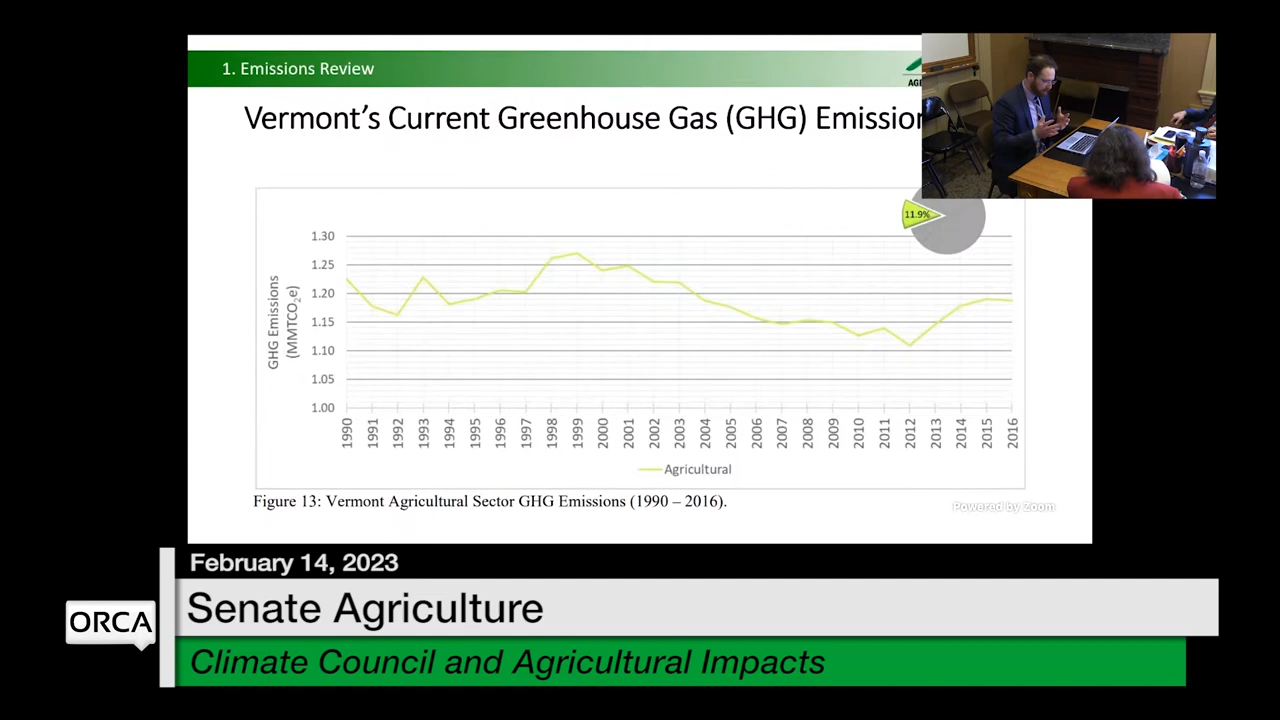 1. Emissions Review
Vermont's Current Greenhouse Gas (GHG) Emission
11.9%
1.30
1.25
1.20
1.15
1.10
1.05
1.00
GHG Emissions
(MMTCO₂e)
1990 1991 1992 1993 1994 1995 1996 1997 1998 1999 2000 2001 2002 2003 2004 2005 2006 2007 2008 2009 2010 2011 2012 2013 2014 2015 2016
Agricultural
Figure 13: Vermont Agricultural Sector GHG Emissions (1990 – 2016).
Powered by Zoom
February 14, 2023
ORCA
Senate Agriculture
Climate Council and Agricultural Impacts